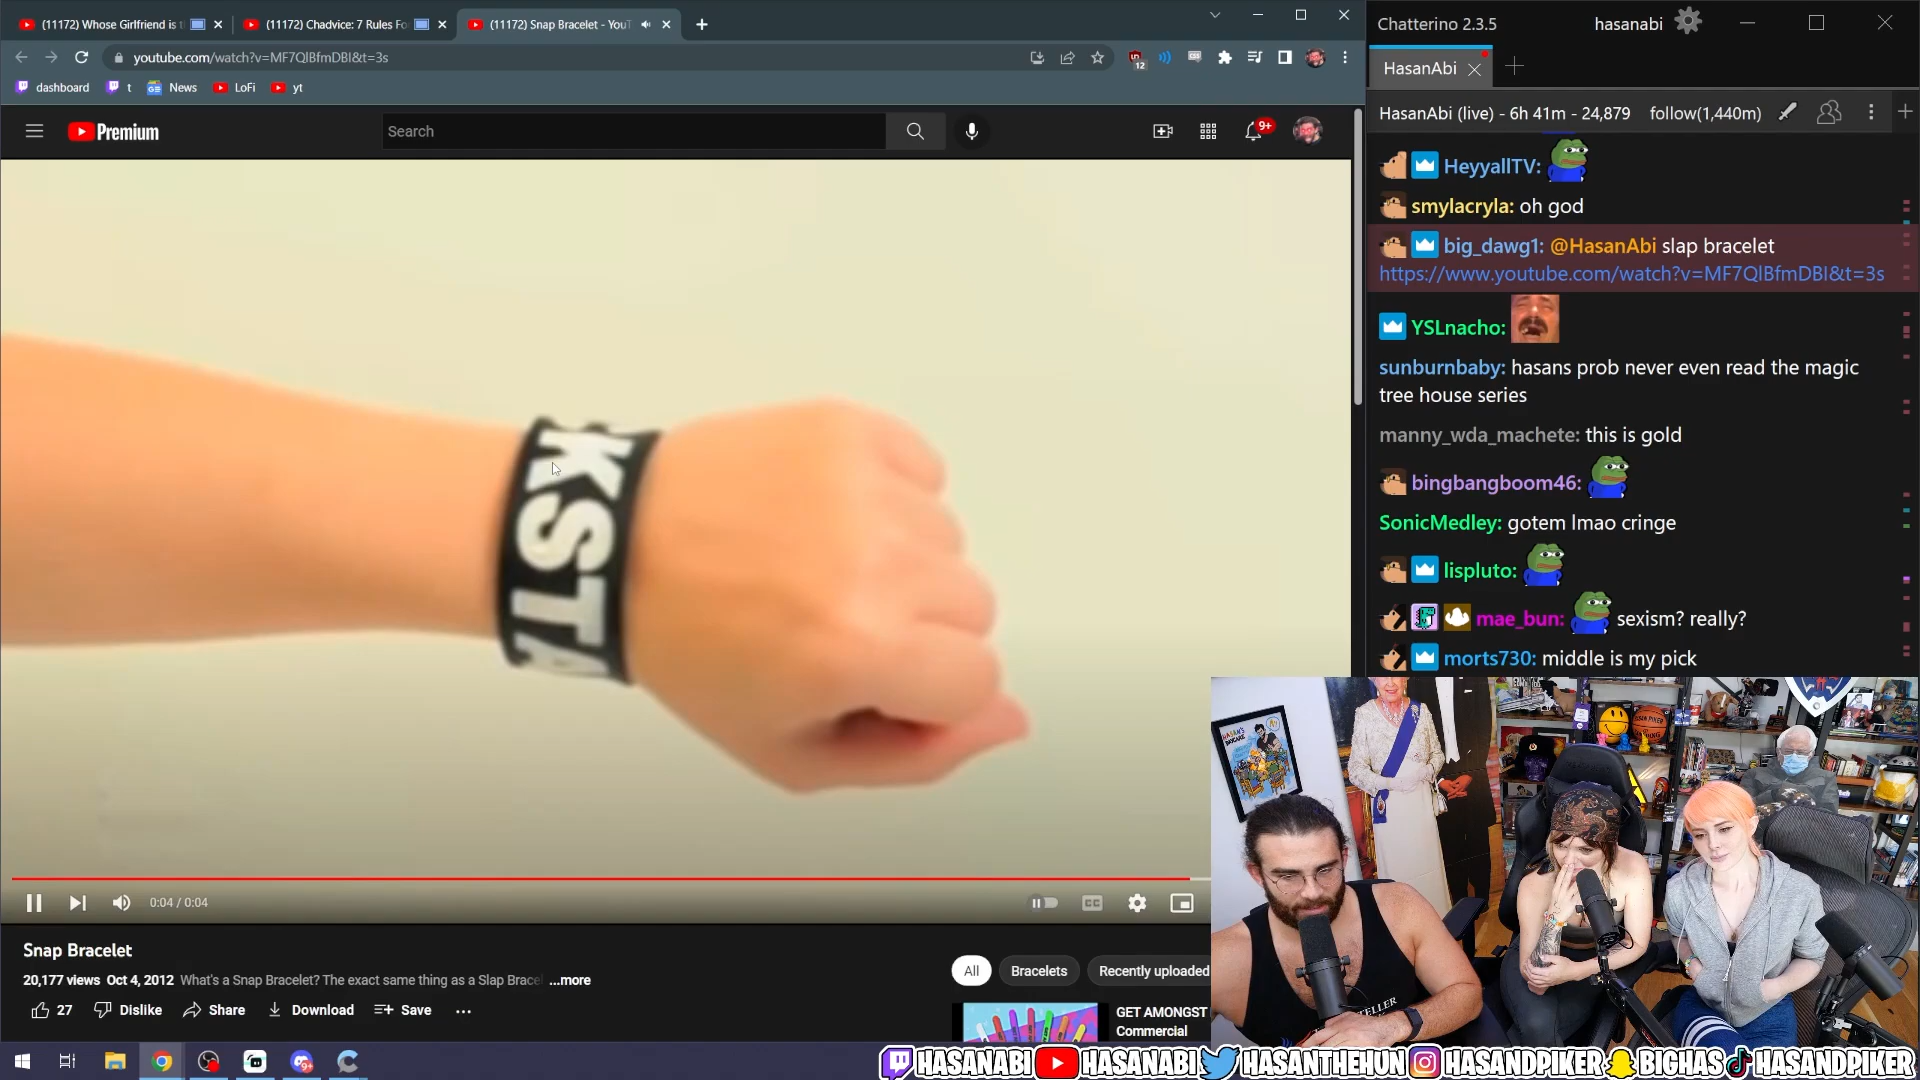 (11172) Whose Girlfriend is t
(11172) Chadvice: 7 Rules Fo
(11172) Snap Bracelet - YouT
youtube.com/watch?v=MF7QlBfmDBI&t=3s
12
dashboard
t
News
LoFi
yt
Premium
Search
9+
KSTA
0:04 / 0:04
CC
Snap Bracelet
20,177 views Oct 4, 2012 What's a Snap Bracelet? The exact same thing as a Slap Bracel ...more
27 Dislike Share Download Save ...
All Bracelets Recently uploaded
GET AMONGST
Commercial
Chatterino 2.3.5
hasanabi
HasanAbi
HasanAbi (live) - 6h 41m - 24,879 follow(1,440m)
HeyyallTV:
smylacryla: oh god
big_dawg1: @HasanAbi slap bracelet
https://www.youtube.com/watch?v=MF7QlBfmDBI&t=3s
YSLnacho:
sunburnbaby: hasans prob never even read the magic
tree house series
manny_wda_machete: this is gold
bingbangboom46:
SonicMedley: gotem lmao cringe
lispluto:
mae_bun: sexism? really?
morts730: middle is my pick
HASANABI HASANABI HASANTHEHUN HASANDPIKER BIGHAS HASANDPIKER